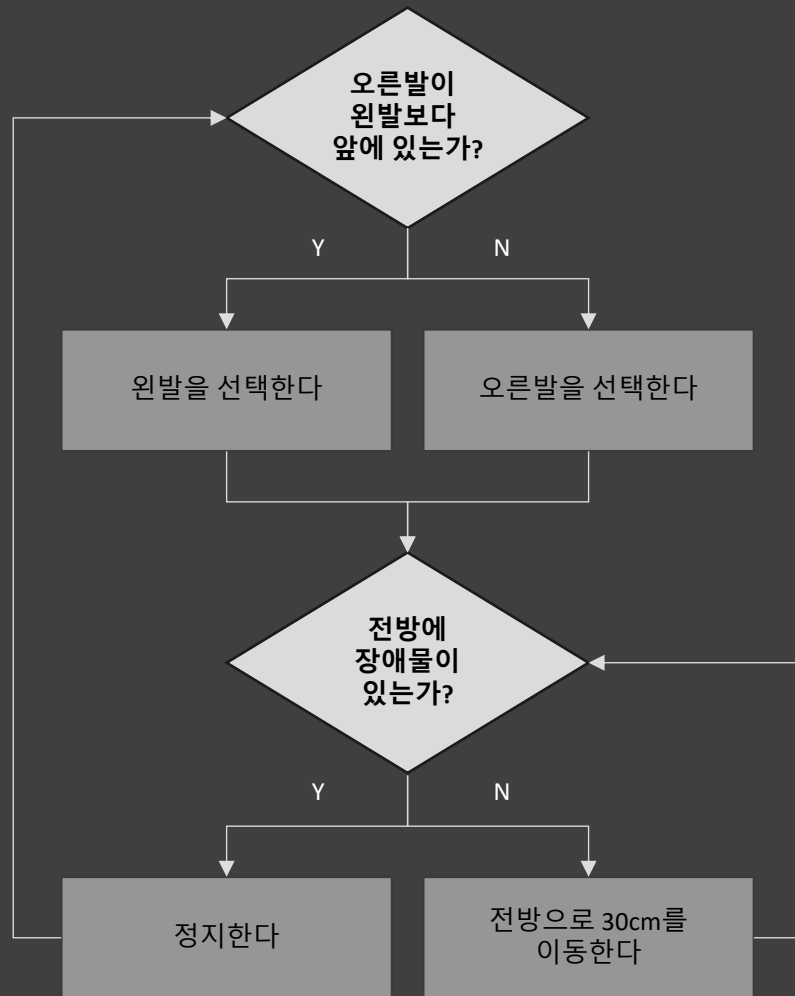 오른발이
왼발보다
앞에 있는가?
Y
N
왼발을 선택한다
오른발을 선택한다
전방에
장애물이
있는가?
Y
N
정지한다
전방으로 30cm를
이동한다